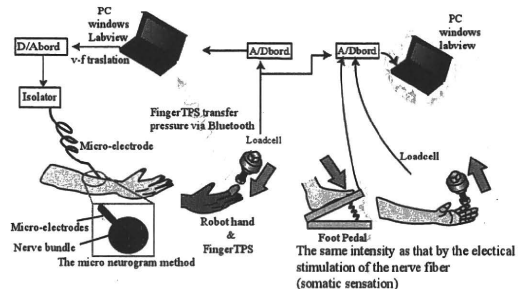 PC
windows
Labview
D/Abord
v-f traslation
Isolator
Micro-electrode
Micro-electrodes
Nerve bundle
The micro neurogram method
A/Dbord
FingerTPS transfer
pressure via Bluetooth
Loadcell
Robot hand
&
FingerTPS
A/Dbord
PC
windows
labview
Loadcell
Foot Pedal
The same intensity as that by the electical
stimulation of the nerve fiber
(somatic sensation)